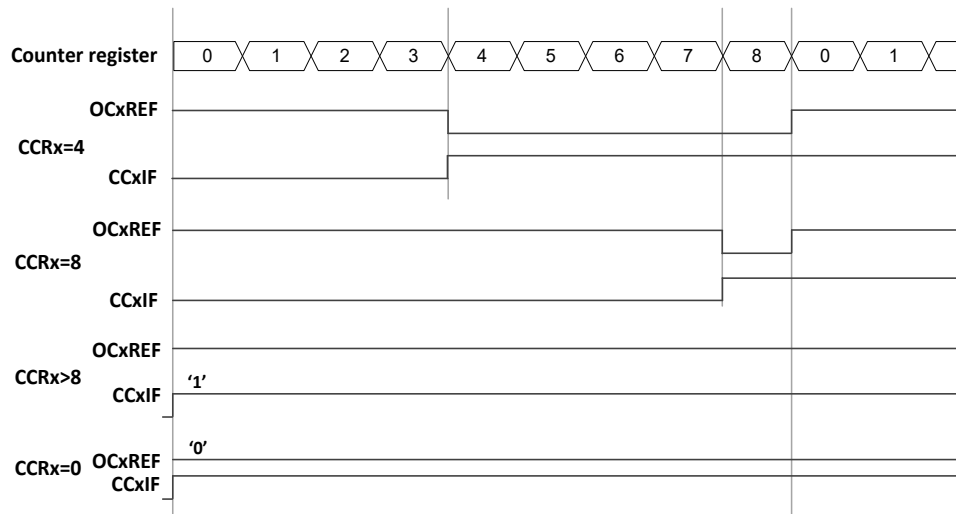 Counter register 0 1 2 3 4 5 6 7 8 0 1
OCxREF
CCRx=4
CCxIF
OCxREF
CCRx=8
CCxIF
OCxREF
CCRx>8
CCxIF ‘1’
‘0’
CCRx=0 OCxREF
CCxIF